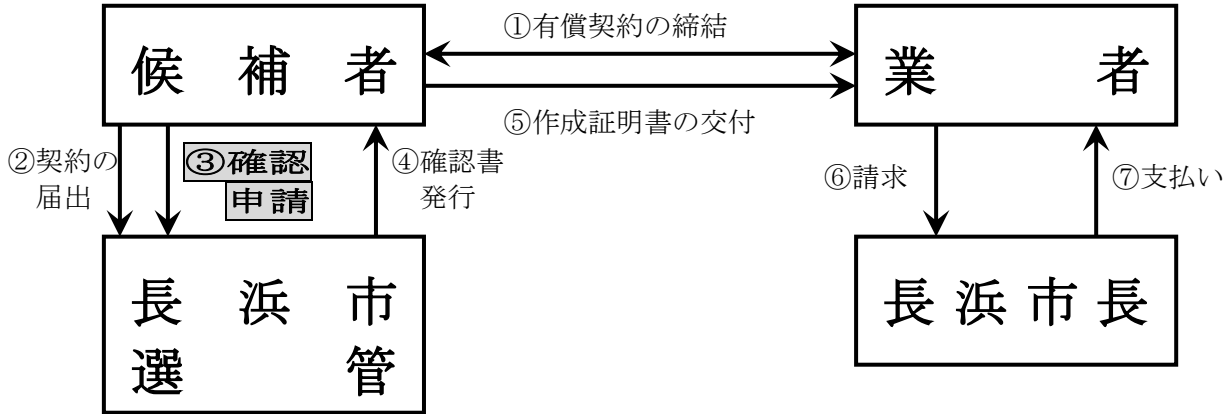 ①有償契約の締結
候補者
業者
⑤作成証明書の交付
②契約の
届出
③確認
申請
④確認書
発行
⑥請求
⑦支払い
長浜市
選管
長浜市長